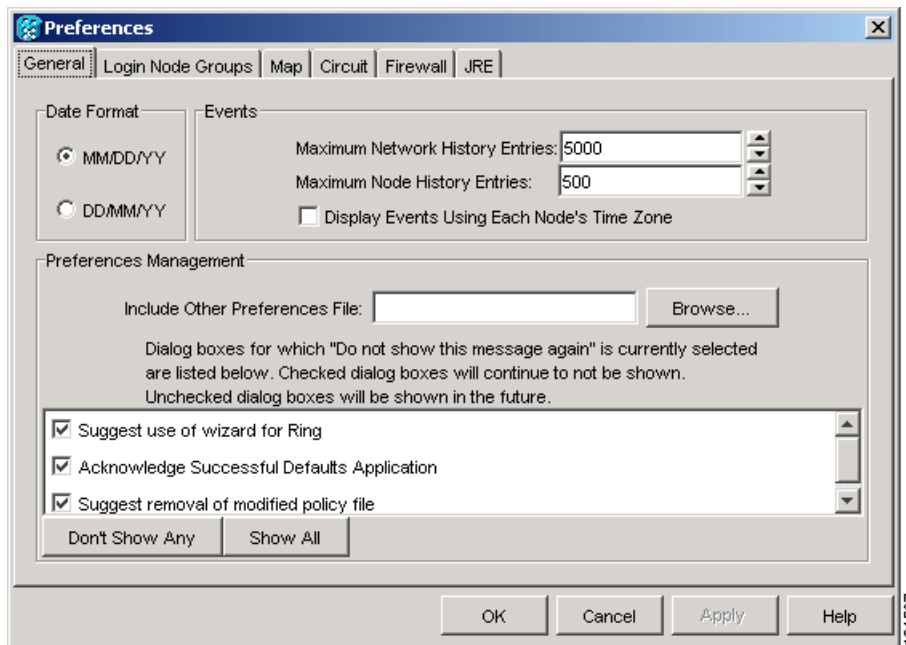 Preferences
General Login Node Groups Map Circuit Firewall JRE
Date Format
MM/DD/YY
DD/MM/YY
Events
Maximum Network History Entries: 5000
Maximum Node History Entries: 500
Display Events Using Each Node's Time Zone
Preferences Management
Include Other Preferences File:
Browse...
Dialog boxes for which "Do not show this message again" is currently selected
are listed below. Checked dialog boxes will continue to not be shown.
Unchecked dialog boxes will be shown in the future.
Suggest use of wizard for Ring
Acknowledge Successful Defaults Application
Suggest removal of modified policy file
Don't Show Any Show All
OK Cancel Apply Help